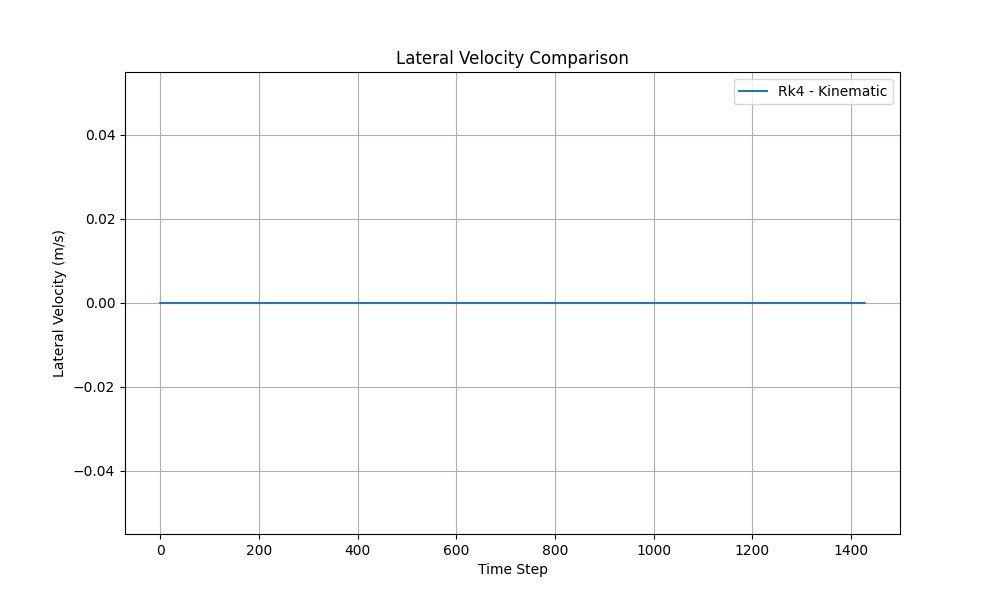 Lateral Velocity Comparison
Rk4 - Kinematic
Lateral Velocity (m/s)
0.04
0.02
0.00
−0.02
−0.04
0 200 400 600 800 1000 1200 1400
Time Step